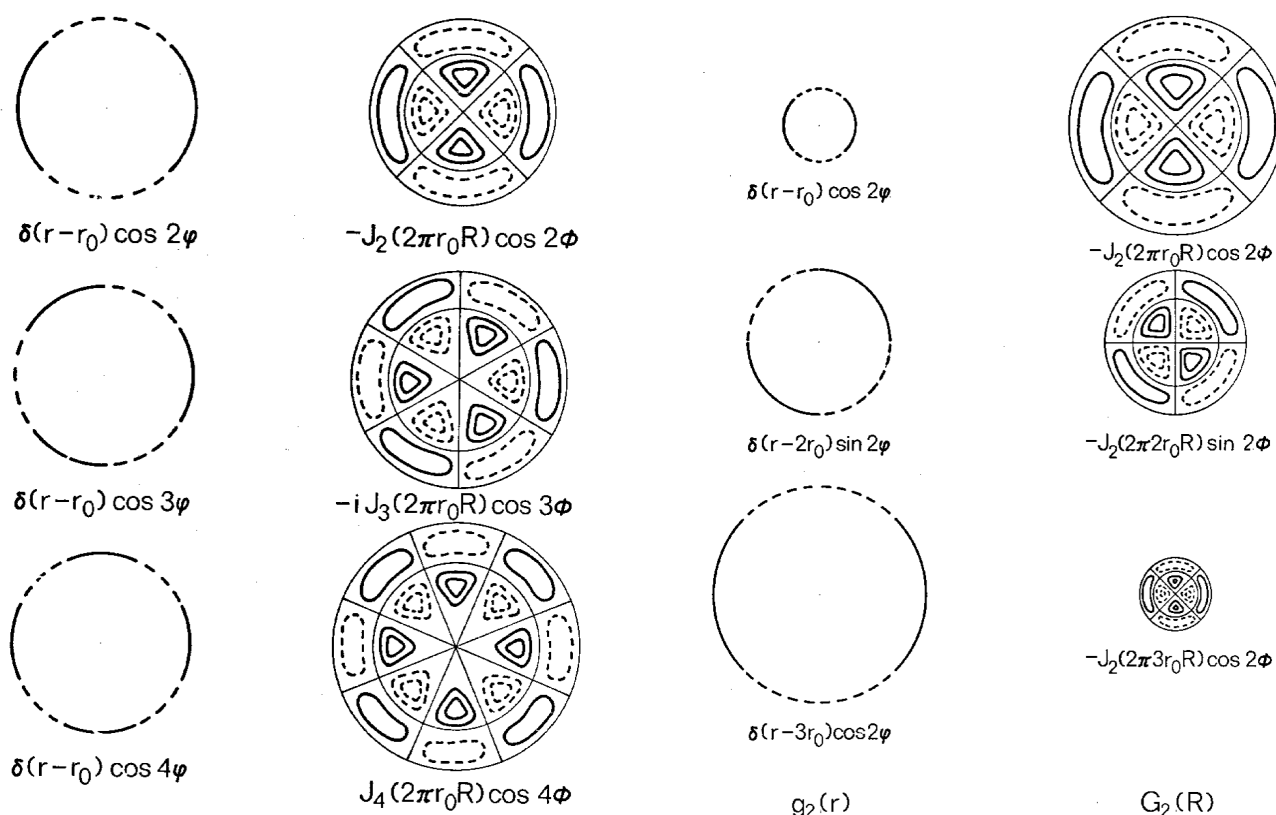 δ(r−r₀) cos 2φ
−J₂(2πr₀R) cos 2Φ
δ(r−r₀) cos 3φ
−i J₃(2πr₀R) cos 3Φ
δ(r−r₀) cos 4φ
J₄(2πr₀R) cos 4Φ
δ(r−r₀) cos 2φ
−J₂(2πr₀R) cos 2Φ
δ(r−2r₀) sin 2φ
−J₂(2π2r₀R) sin 2Φ
δ(r−3r₀) cos2φ
−J₂(2π3r₀R) cos 2Φ
g₂(r)
G₂(R)